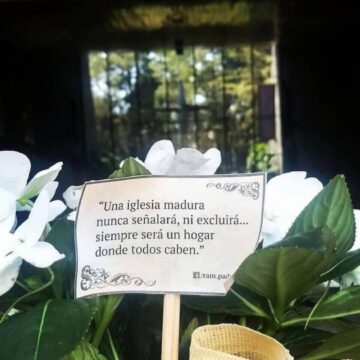 "Una iglesia madura
nunca señalará, ni excluirá...
siempre será un hogar
donde todos caben."